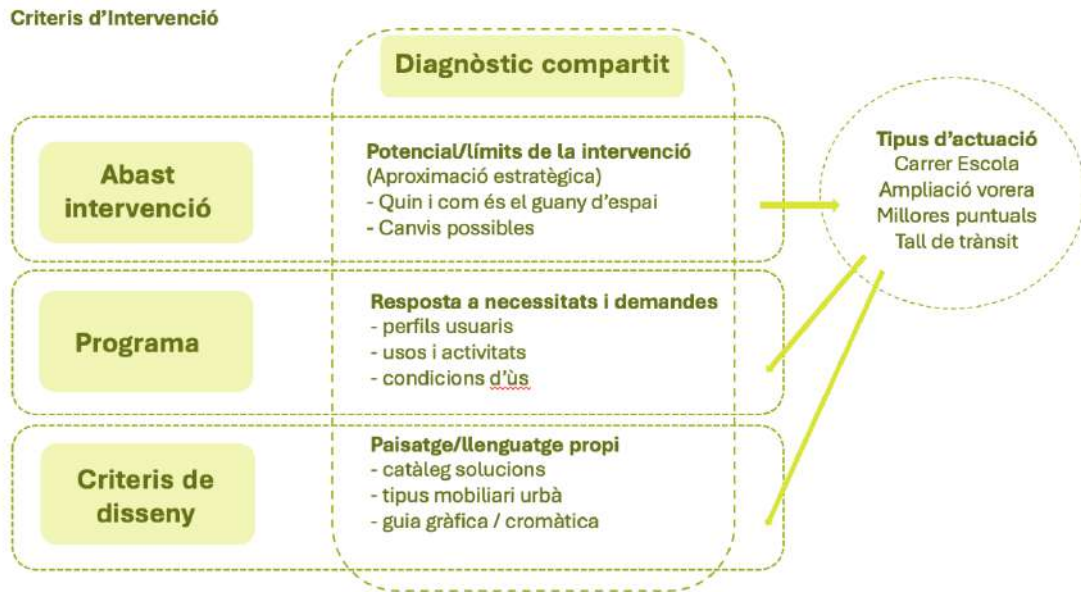 Criteris d'Intervenció
Diagnòstic compartit
Abast
intervenció
Potencial/límits de la intervenció
(Aproximació estratègica)
- Quin i com és el guany d'espai
- Canvis possibles
Tipus d'actuació
Carrer Escola
Ampliació vorera
Millores puntuals
Tall de trànsit
Programa
Resposta a necessitats i demandes
- perfils usuaris
- usos i activitats
- condicions d'ùs
Criteris de
disseny
Paisatge/llenguatge propi
- catàleg solucions
- tipus mobiliari urbà
- guia gràfica / cromàtica